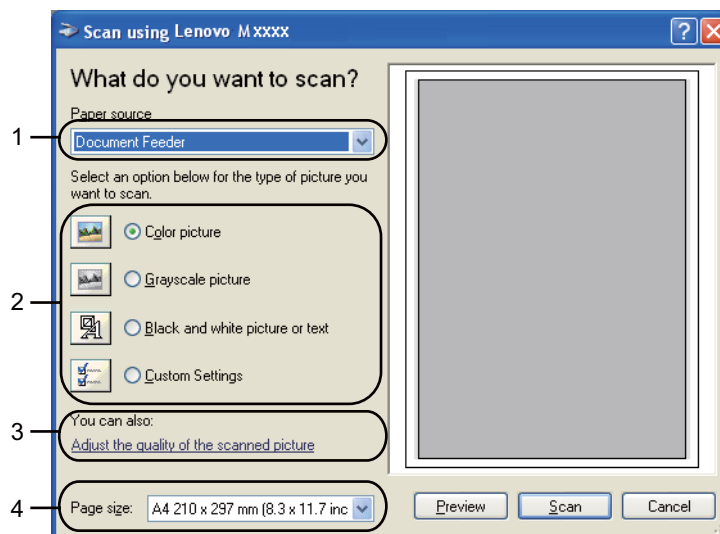 Scan using Lenovo M xxxx
What do you want to scan?
Paper source
1
Document Feeder
Select an option below for the type of picture you
want to scan.
2
Color picture
Grayscale picture
Black and white picture or text
Custom Settings
3
You can also:
Adjust the quality of the scanned picture
4
Page size: A4 210 x 297 mm (8.3 x 11.7 inc
Preview Scan Cancel